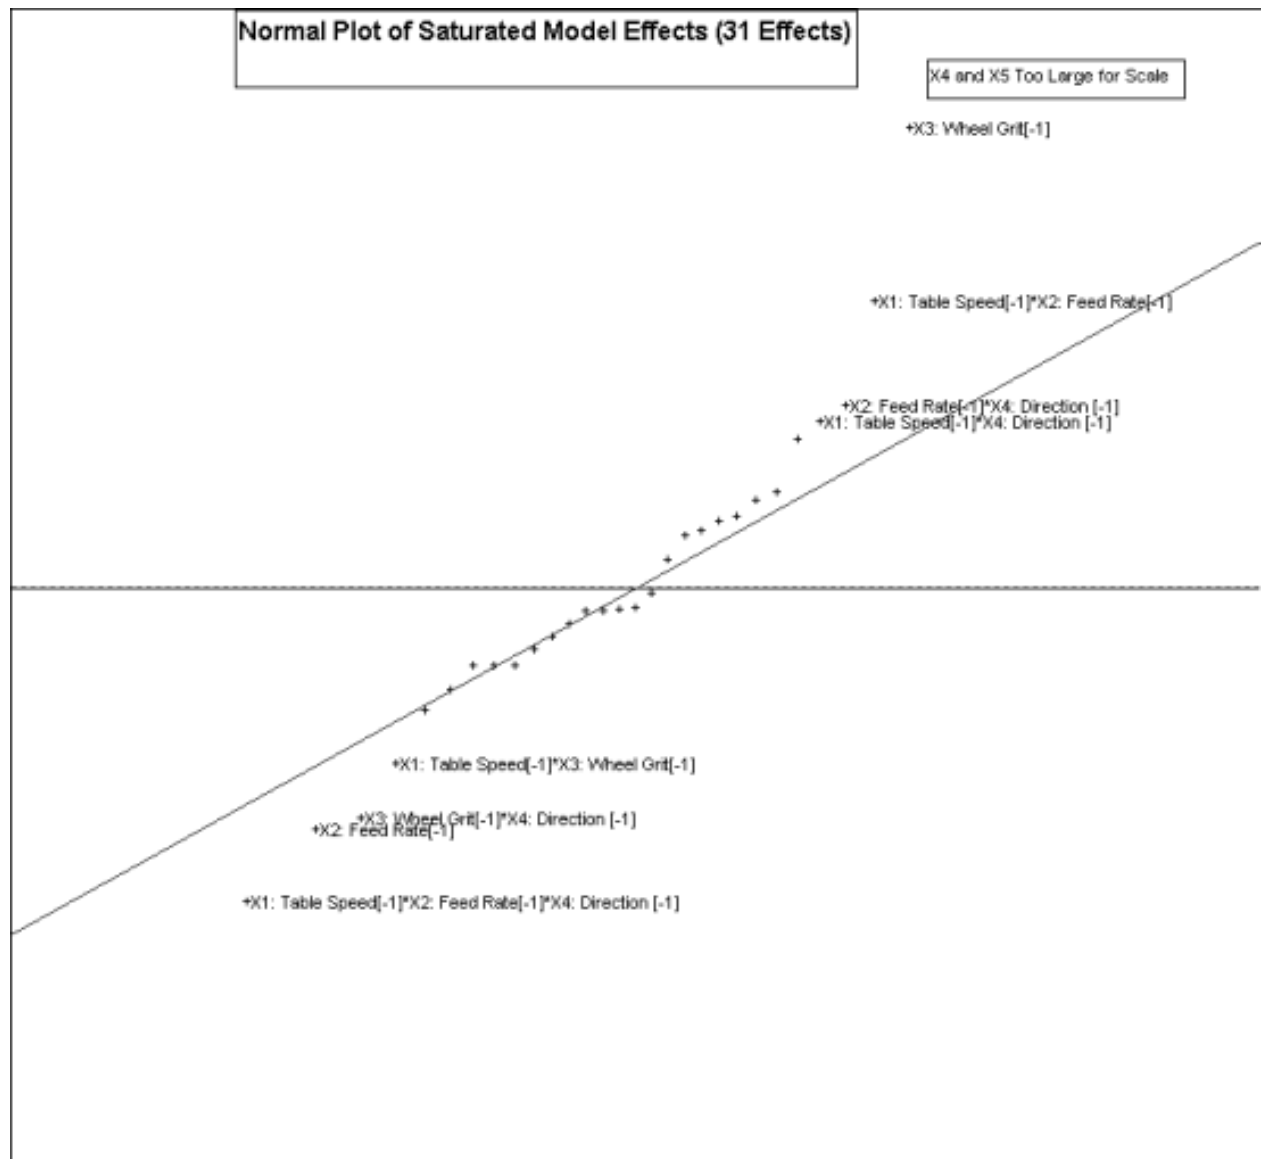 Normal Plot of Saturated Model Effects (31 Effects)
X4 and X5 Too Large for Scale
+X3: Wheel Grit[-1]
+X1: Table Speed[-1]*X2: Feed Rate[-1]
+X2: Feed Rate[-1]*X4: Direction [-1]
+X1: Table Speed[-1]*X4: Direction [-1]
+X1: Table Speed[-1]*X3: Wheel Grit[-1]
+X3: Wheel Grit[-1]*X4: Direction [-1]
+X2: Feed Rate[-1]
+X1: Table Speed[-1]*X2: Feed Rate[-1]*X4: Direction [-1]